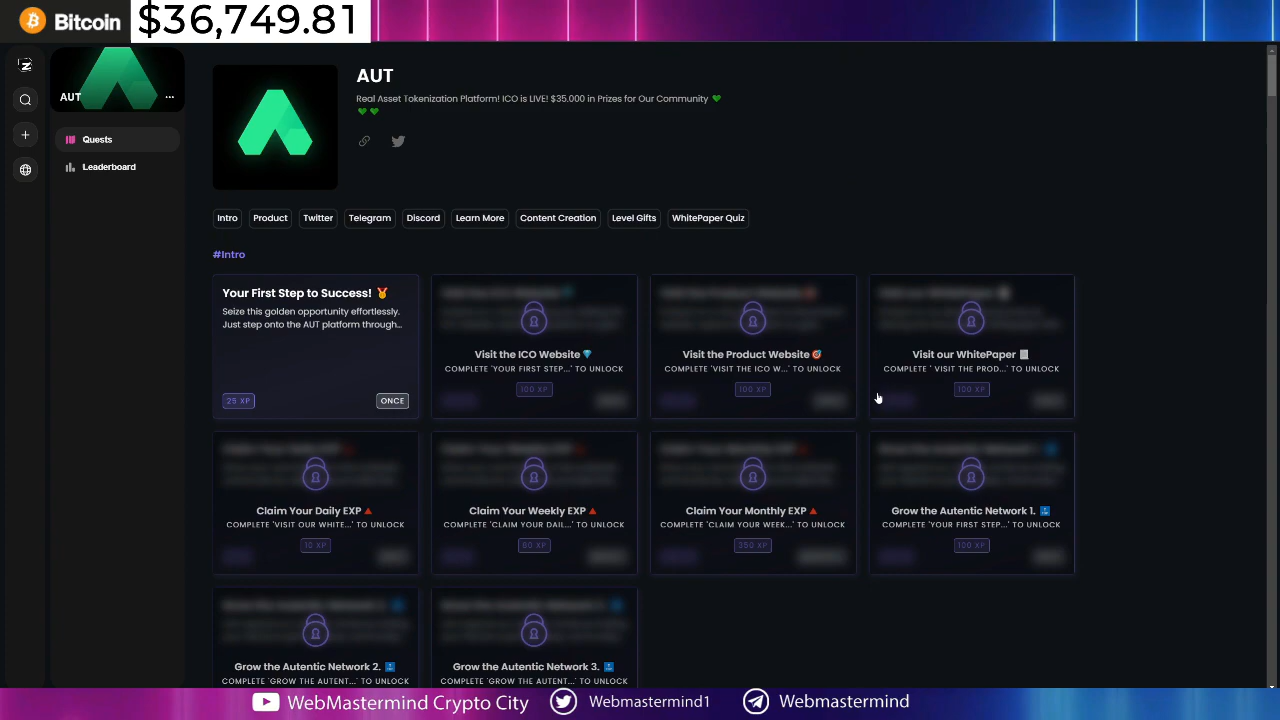 Bitcoin $36,749.81
AUT
Quests
Leaderboard
AUT
Real Asset Tokenization Platform! ICO is LIVE! $35.000 in Prizes for Our Community 💚
💚 💚
Intro Product Twitter Telegram Discord Learn More Content Creation Level Gifts WhitePaper Quiz
#Intro
Your First Step to Success! 🏅
Seize this golden opportunity effortlessly.
Just step onto the AUT platform through...
25 XP ONCE
Visit the ICO Website 💎
COMPLETE 'YOUR FIRST STEP...' TO UNLOCK
100 XP
Visit the Product Website 🎯
COMPLETE 'VISIT THE ICO W...' TO UNLOCK
100 XP
Visit our WhitePaper
COMPLETE ' VISIT THE PROD...' TO UNLOCK
100 XP
Claim Your Daily EXP 🔺
COMPLETE 'VISIT OUR WHITE...' TO UNLOCK
10 XP
Claim Your Weekly EXP 🔺
COMPLETE 'CLAIM YOUR DAIL...' TO UNLOCK
80 XP
Claim Your Monthly EXP 🔺
COMPLETE 'CLAIM YOUR WEEK...' TO UNLOCK
350 XP
Grow the Autentic Network 1.
COMPLETE 'YOUR FIRST STEP...' TO UNLOCK
100 XP
Grow the Autentic Network 2.
COMPLETE 'GROW THE AUTENT...' TO UNLOCK
Grow the Autentic Network 3.
COMPLETE 'GROW THE AUTENT...' TO UNLOCK
WebMastermind Crypto City Webmastermind1 Webmastermind